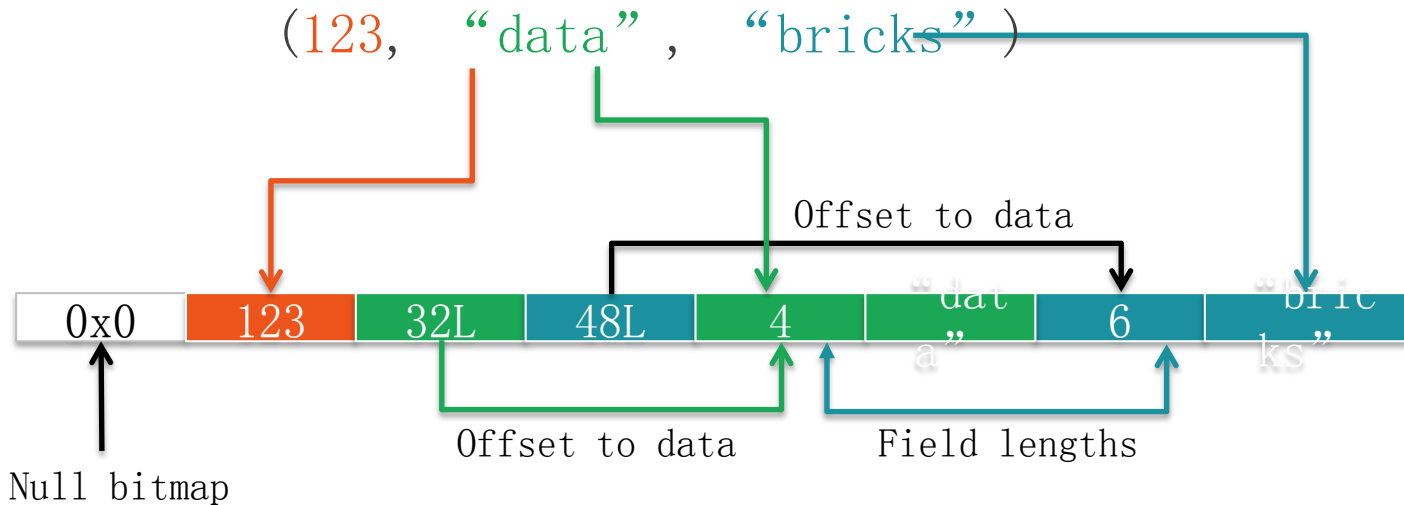 (123, “data”, “bricks”)
Offset to data
0x0 123 32L 48L 4 “dat
a” 6 “bric
ks”
Offset to data Field lengths
Null bitmap